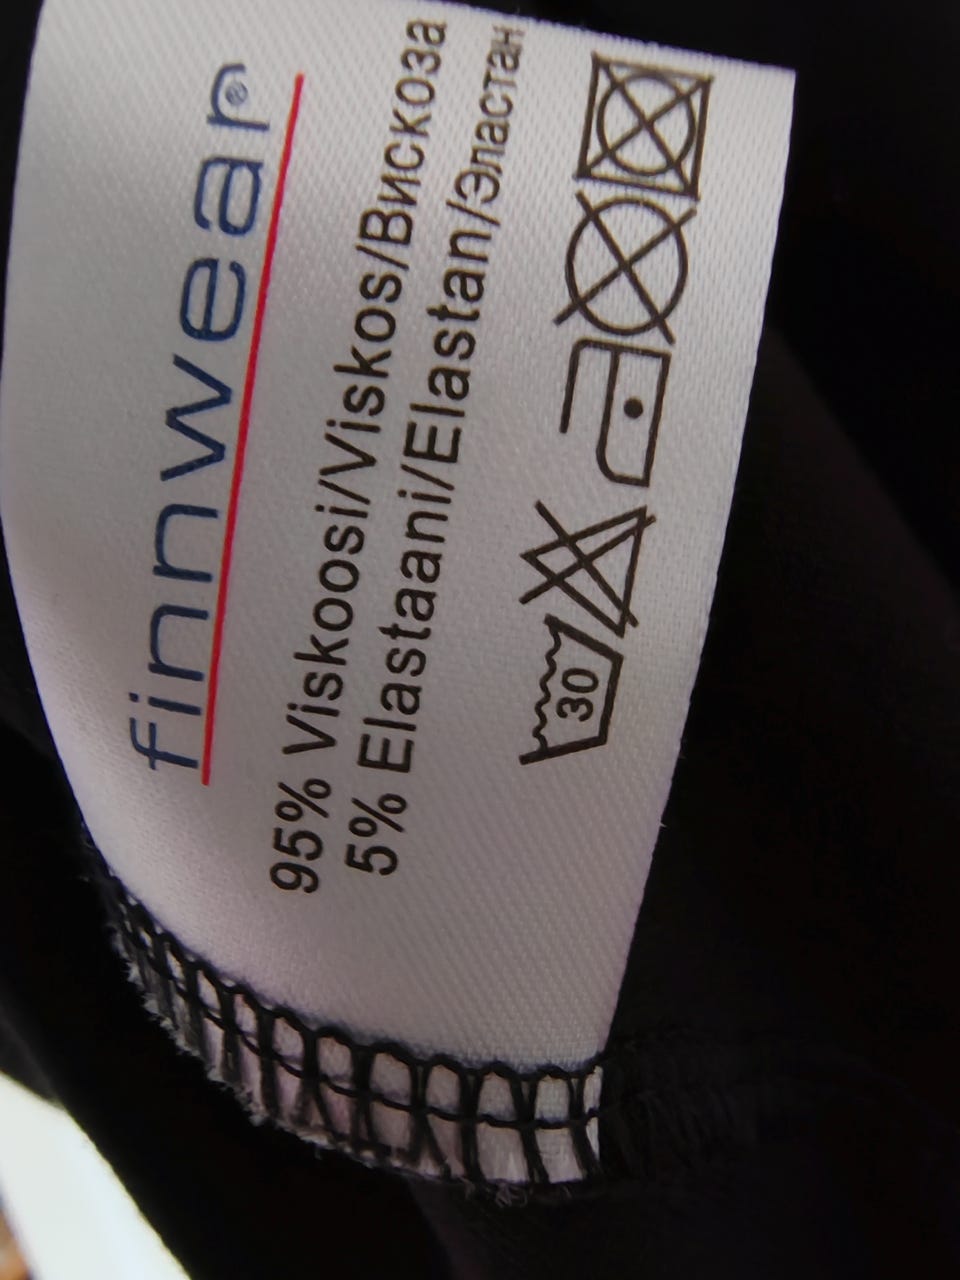 finnwear®
95% Viskoosi/Viskos/Вискоза
5% Elastaani/Elastan/Эластан
30